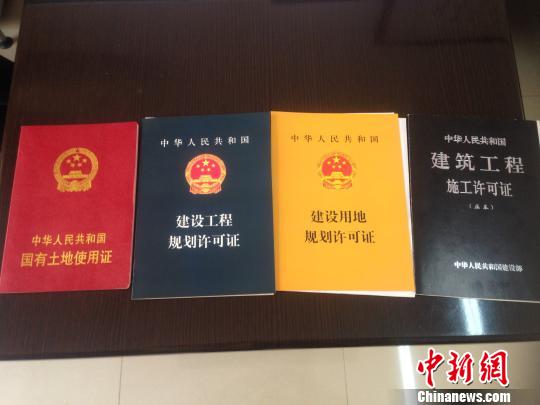 中华人民共和国
国有土地使用证
中华人民共和国
建设工程
规划许可证
中华人民共和国
建设用地
规划许可证
中华人民共和国
建筑工程
施工许可证
（正本）
中华人民共和国建设部
中新网
Chinanews.com